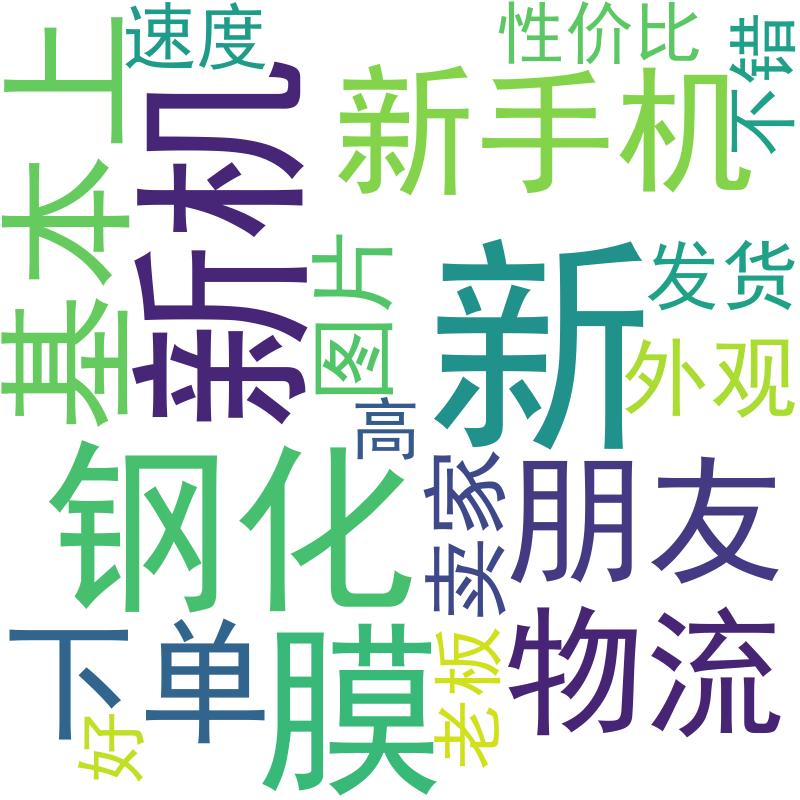 速度
性价比
不错
基本上
新机
新手机
图片
新
发货
外观
高
钢化
卖家
朋友
下单
膜
老板
物流
好